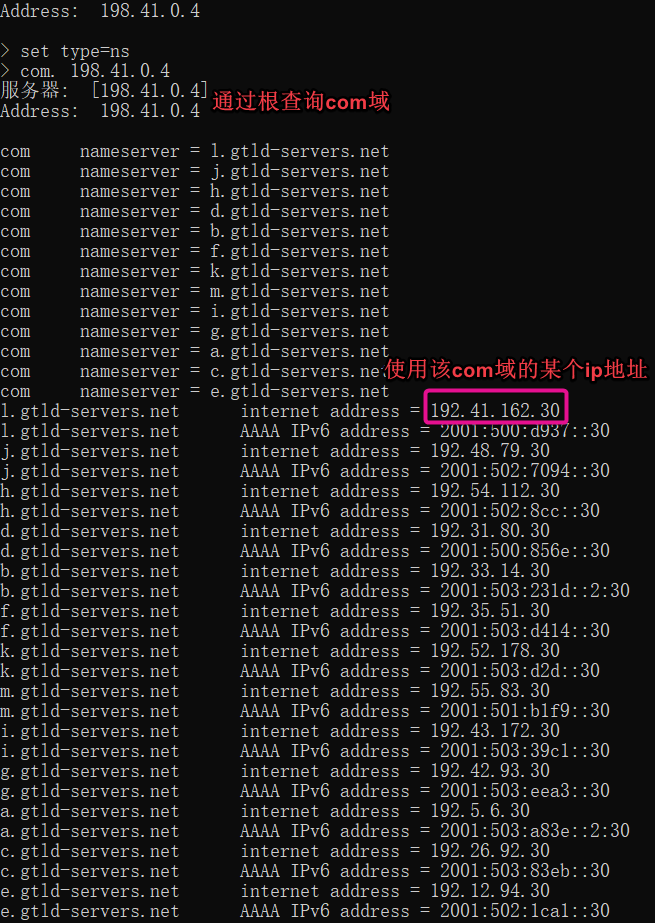 Address:  198.41.0.4
> set type=ns
> com. 198.41.0.4
服务器:  [198.41.0.4]
Address:  198.41.0.4
通过根查询com域
com     nameserver = l.gtld-servers.net
com     nameserver = j.gtld-servers.net
com     nameserver = h.gtld-servers.net
com     nameserver = d.gtld-servers.net
com     nameserver = b.gtld-servers.net
com     nameserver = f.gtld-servers.net
com     nameserver = k.gtld-servers.net
com     nameserver = m.gtld-servers.net
com     nameserver = i.gtld-servers.net
com     nameserver = g.gtld-servers.net
com     nameserver = a.gtld-servers.net
com     nameserver = c.gtld-servers.net
使用该com域的某个ip地址
com     nameserver = e.gtld-servers.net
l.gtld-servers.net      internet address = 192.41.162.30
l.gtld-servers.net      AAAA IPv6 address = 2001:500:d937::30
j.gtld-servers.net      internet address = 192.48.79.30
j.gtld-servers.net      AAAA IPv6 address = 2001:502:7094::30
h.gtld-servers.net      internet address = 192.54.112.30
h.gtld-servers.net      AAAA IPv6 address = 2001:502:8cc::30
d.gtld-servers.net      internet address = 192.31.80.30
d.gtld-servers.net      AAAA IPv6 address = 2001:500:856e::30
b.gtld-servers.net      internet address = 192.33.14.30
b.gtld-servers.net      AAAA IPv6 address = 2001:503:231d::2:30
f.gtld-servers.net      internet address = 192.35.51.30
f.gtld-servers.net      AAAA IPv6 address = 2001:503:d414::30
k.gtld-servers.net      internet address = 192.52.178.30
k.gtld-servers.net      AAAA IPv6 address = 2001:503:d2d::30
m.gtld-servers.net      internet address = 192.55.83.30
m.gtld-servers.net      AAAA IPv6 address = 2001:501:b1f9::30
i.gtld-servers.net      internet address = 192.43.172.30
i.gtld-servers.net      AAAA IPv6 address = 2001:503:39c1::30
g.gtld-servers.net      internet address = 192.42.93.30
g.gtld-servers.net      AAAA IPv6 address = 2001:503:eea3::30
a.gtld-servers.net      internet address = 192.5.6.30
a.gtld-servers.net      AAAA IPv6 address = 2001:503:a83e::2:30
c.gtld-servers.net      internet address = 192.26.92.30
c.gtld-servers.net      AAAA IPv6 address = 2001:503:83eb::30
e.gtld-servers.net      internet address = 192.12.94.30
e.gtld-servers.net      AAAA IPv6 address = 2001:502:1ca1::30